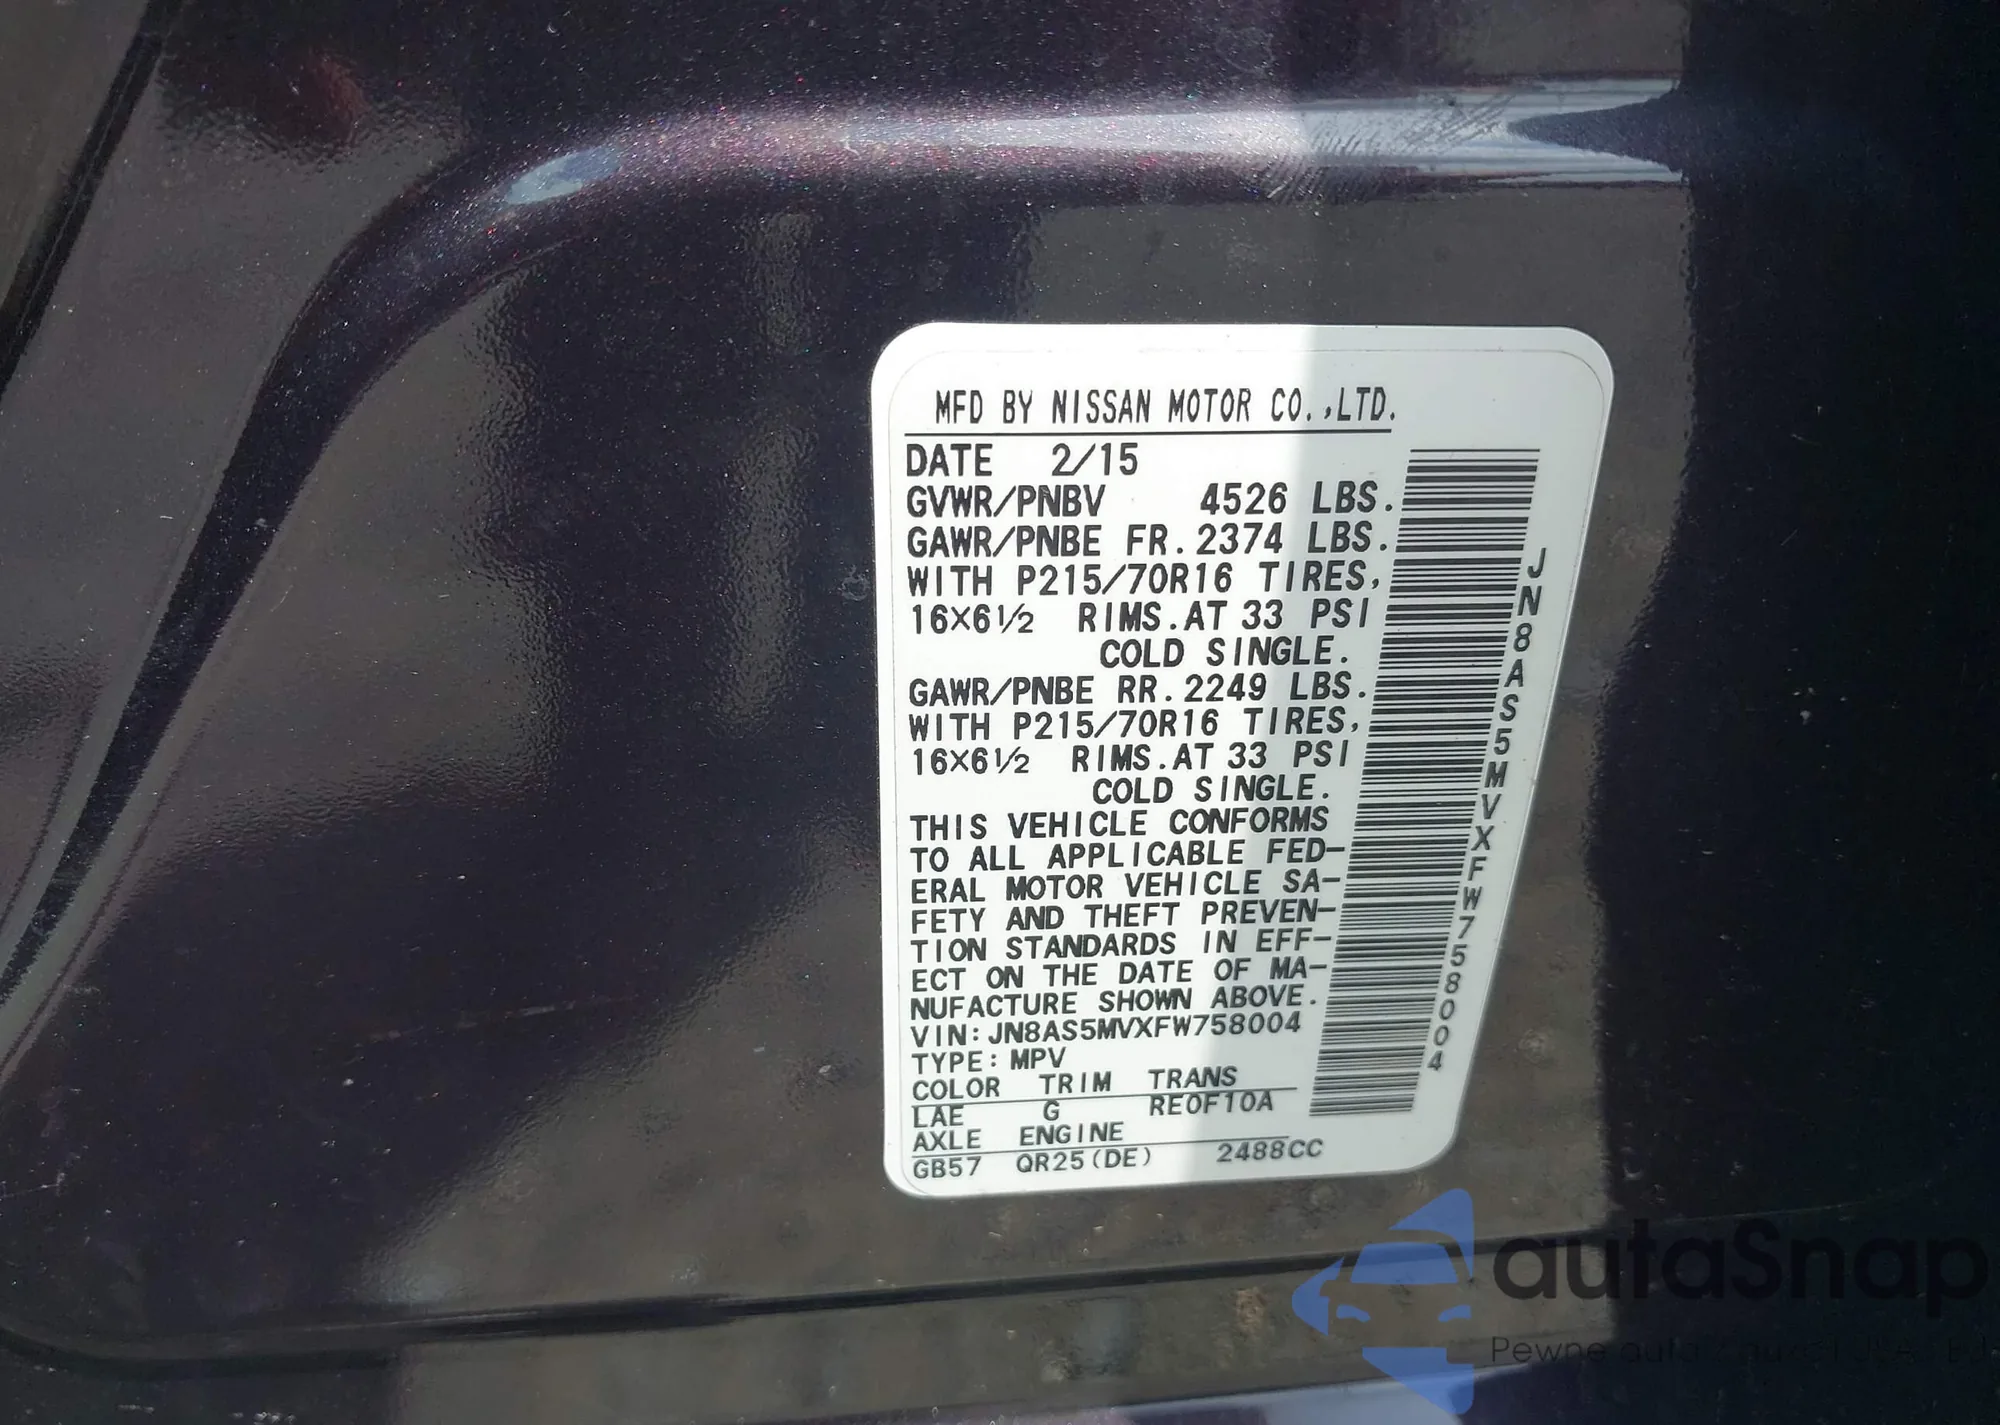 MFD BY NISSAN MOTOR CO.,LTD.
DATE 2/15
GVWR/PNBV 4526 LBS.
GAWR/PNBE FR.2374 LBS.
WITH P215/70R16 TIRES,
16×6½ RIMS.AT 33 PSI
COLD SINGLE.
GAWR/PNBE RR.2249 LBS.
WITH P215/70R16 TIRES,
16×6½ RIMS.AT 33 PSI
COLD SINGLE.
THIS VEHICLE CONFORMS
TO ALL APPLICABLE FED-
ERAL MOTOR VEHICLE SA-
FETY AND THEFT PREVEN-
TION STANDARDS IN EFF-
ECT ON THE DATE OF MA-
NUFACTURE SHOWN ABOVE.
VIN:JN8AS5MVXFW758004
TYPE:MPV
COLOR TRIM TRANS
LAE G RE0F10A
AXLE ENGINE
GB57 QR25(DE) 2488CC
JN8AS5MVXFW758004
autaSnap
Pewne auta